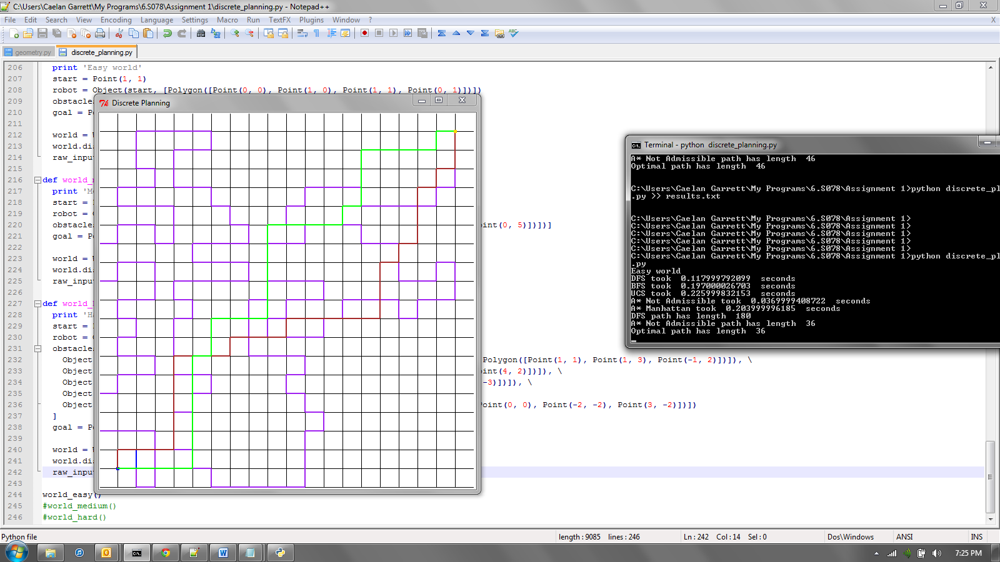 C:\Users\Caelan Garrett\My Programs\6.S078\Assignment 1\discrete_planning.py - Notepad++
File Edit Search View Encoding Language Settings Macro Run TextFX Plugins Window ? X
geometry.py discrete_planning.py
206 print 'Easy world'
207 start = Point(1, 1)
208 robot = Object(start, [Polygon([Point(0, 0), Point(1, 0), Point(1, 1), Point(0, 1)])])
209 obstacle
210 goal = P
211
212 world =
213 world.di
214 raw_inpu
215
216 def world_
217 print 'M
218 start =
219 robot =
220 obstacle oint(0, 5)])])]
221 goal = P
222
223 world =
224 world.di
225 raw_inpu
226
227 def world_
228 print 'H
229 start =
230 robot =
231 obstacle
232 Object Polygon([Point(1, 1), Point(1, 3), Point(-1, 2)])]), \
233 Object int(4, 2)])]), \
234 Object -3)])]), \
235 Object
236 Object Point(0, 0), Point(-2, -2), Point(3, -2)])])
237 ]
238 goal = P
239
240 world =
241 world.di
242 raw_inpu
243
244 world_easy()
245 #world_medium()
246 #world_hard()
Discrete Planning
Terminal - python discrete_planning.py
A* Not Admissible path has length 46
Optimal path has length 46
C:\Users\Caelan Garrett\My Programs\6.S078\Assignment 1>python discrete_pl
.py >> results.txt
C:\Users\Caelan Garrett\My Programs\6.S078\Assignment 1>
C:\Users\Caelan Garrett\My Programs\6.S078\Assignment 1>
C:\Users\Caelan Garrett\My Programs\6.S078\Assignment 1>
C:\Users\Caelan Garrett\My Programs\6.S078\Assignment 1>
C:\Users\Caelan Garrett\My Programs\6.S078\Assignment 1>
C:\Users\Caelan Garrett\My Programs\6.S078\Assignment 1>python discrete_pl
.py
Easy world
DFS took 0.117999792099 seconds
BFS took 0.197000026703 seconds
UCS took 0.225999832153 seconds
A* Not Admissible took 0.0369999408722 seconds
A* Manhattan took 0.203999996185 seconds
DFS path has length 180
A* Not Admissible path has length 36
Optimal path has length 36
Python file length : 9085 lines : 246 Ln : 242 Col : 14 Sel : 0 Dos\Windows ANSI INS
7:25 PM